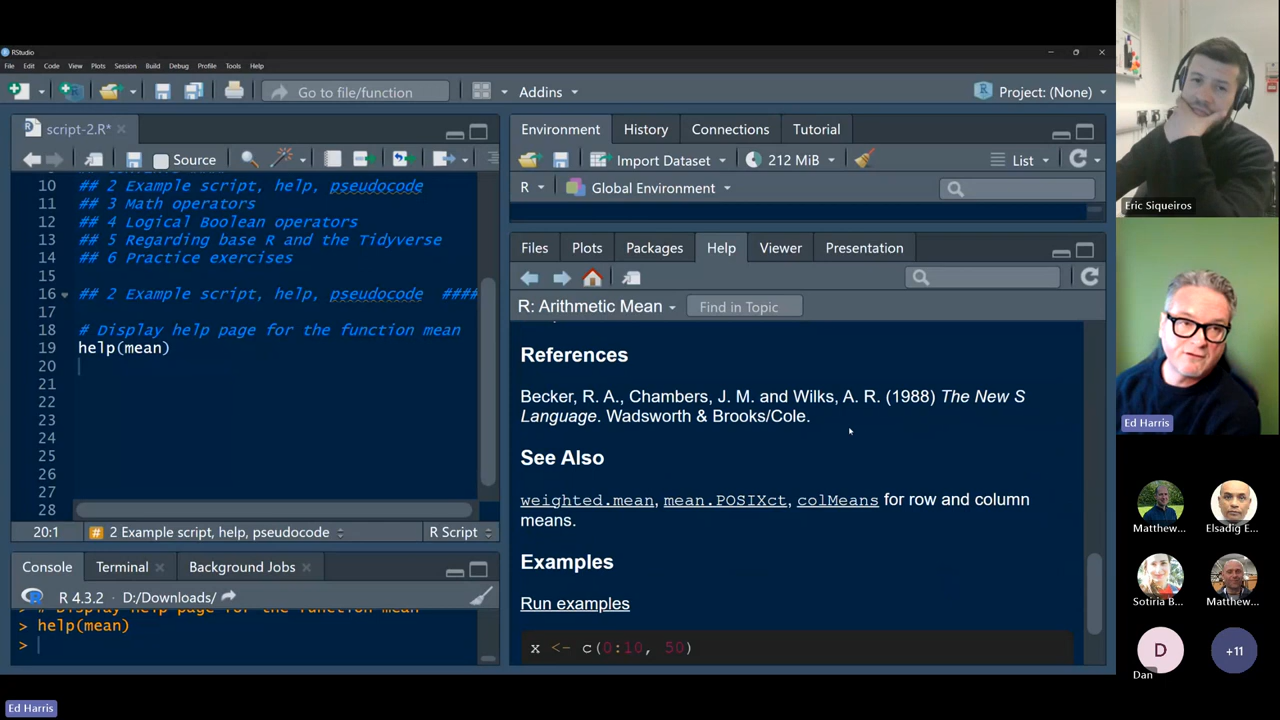 RStudio
File Edit Code View Plots Session Build Debug Profile Tools Help
Go to file/function Addins Project: (None)
script-2.R*
Source
10 ## 2 Example script, help, pseudocode
11 ## 3 Math operators
12 ## 4 Logical Boolean operators
13 ## 5 Regarding base R and the Tidyverse
14 ## 6 Practice exercises
15
16 ## 2 Example script, help, pseudocode ####
17
18 # Display help page for the function mean
19 help(mean)
20
21
22
23
24
25
26
27
28
20:1 # 2 Example script, help, pseudocode R Script
Console Terminal Background Jobs
R 4.3.2 · D:/Downloads/
> # Display help page for the function mean
> help(mean)
>
Environment History Connections Tutorial
Import Dataset 212 MiB List
R Global Environment
Files Plots Packages Help Viewer Presentation
R: Arithmetic Mean Find in Topic
References
Becker, R. A., Chambers, J. M. and Wilks, A. R. (1988) The New S
Language. Wadsworth & Brooks/Cole.
See Also
weighted.mean, mean.POSIXct, colMeans for row and column
means.
Examples
Run examples
x <- c(0:10, 50)
Eric Siqueiros
Ed Harris
Matthew...
Elsadig E...
Sotiria B...
Matthew...
D
Dan
+11
Ed Harris